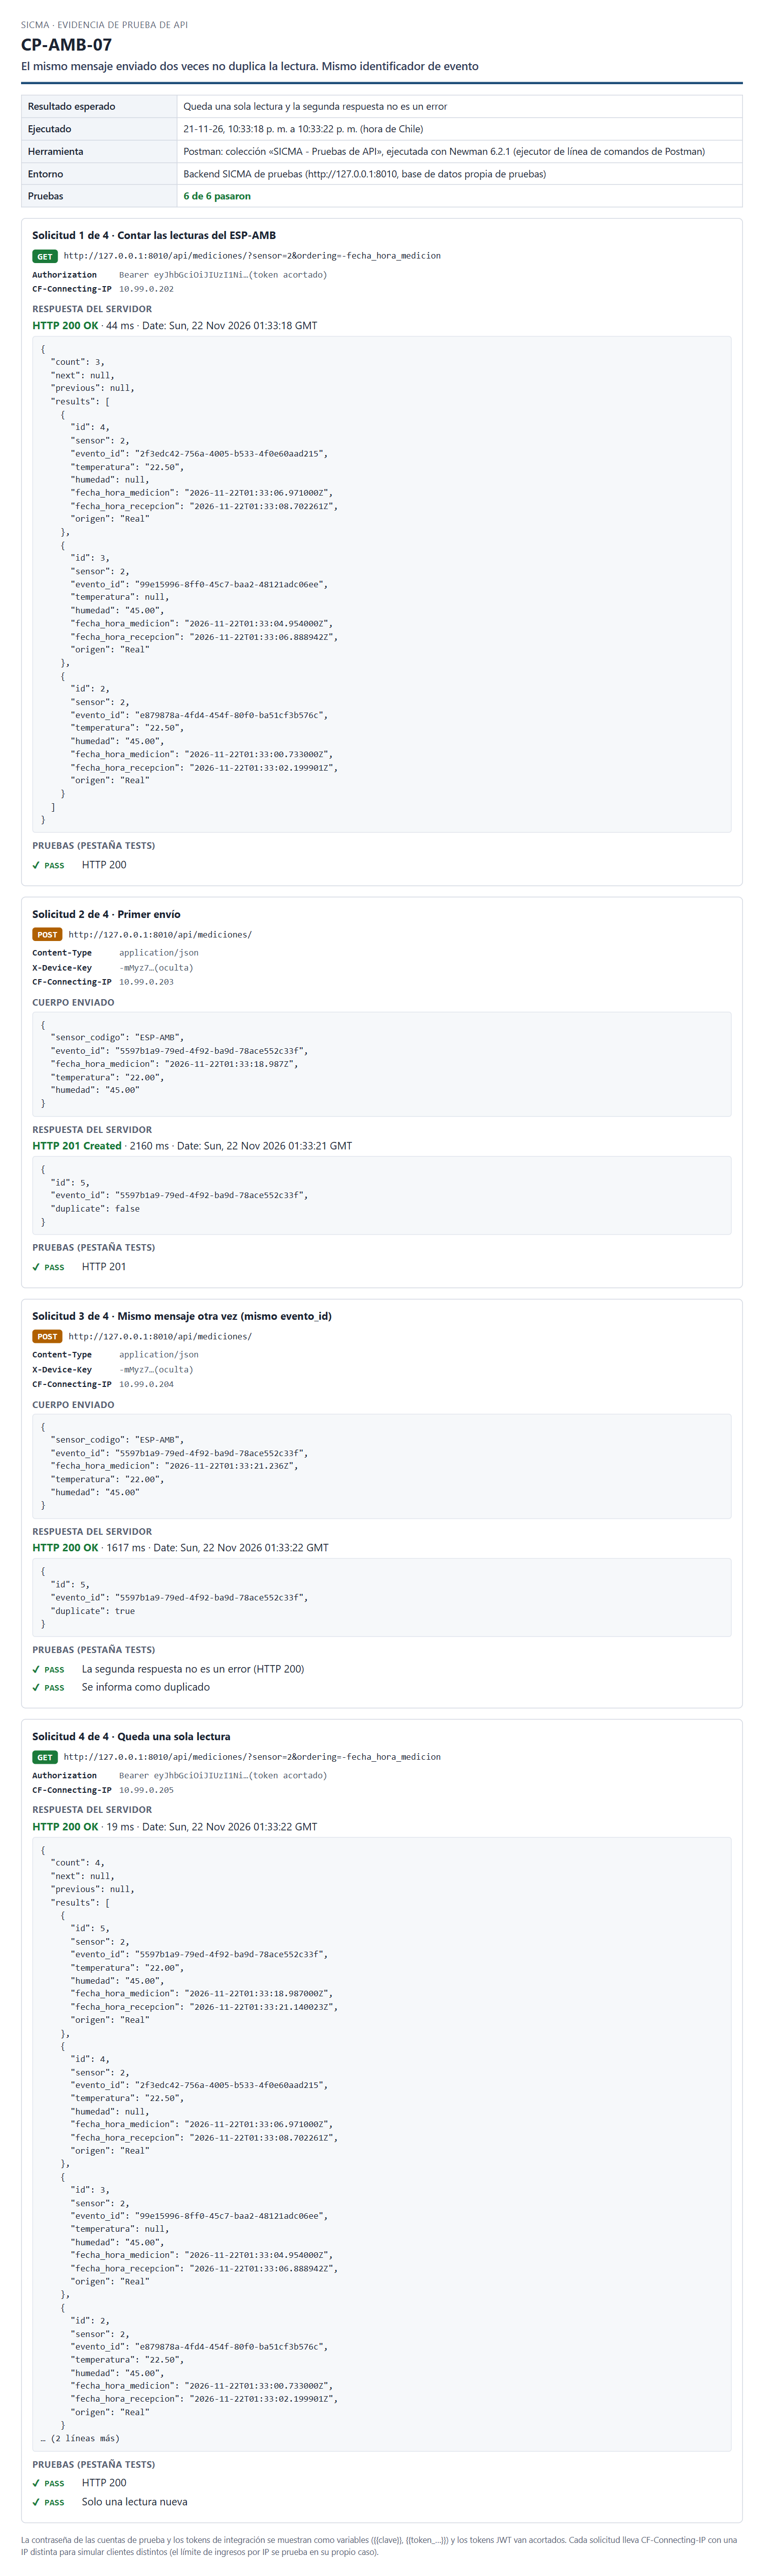 SICMA · EVIDENCIA DE PRUEBA DE API
CP-AMB-07
El mismo mensaje enviado dos veces no duplica la lectura. Mismo identificador de evento
Resultado esperado Queda una sola lectura y la segunda respuesta no es un error
Ejecutado 21-11-26, 10:33:18 p. m. a 10:33:22 p. m. (hora de Chile)
Herramienta Postman: colección «SICMA - Pruebas de API», ejecutada con Newman 6.2.1 (ejecutor de línea de comandos de Postman)
Entorno Backend SICMA de pruebas (http://127.0.0.1:8010, base de datos propia de pruebas)
Pruebas 6 de 6 pasaron
Solicitud 1 de 4 · Contar las lecturas del ESP-AMB
GET http://127.0.0.1:8010/api/mediciones/?sensor=2&ordering=-fecha_hora_medicion
Authorization Bearer eyJhbGciOiJIUzI1Ni…(token acortado)
CF-Connecting-IP 10.99.0.202
RESPUESTA DEL SERVIDOR
HTTP 200 OK · 44 ms · Date: Sun, 22 Nov 2026 01:33:18 GMT
{
"count": 3,
"next": null,
"previous": null,
"results": [
{
"id": 4,
"sensor": 2,
"evento_id": "2f3edc42-756a-4005-b533-4f0e60aad215",
"temperatura": "22.50",
"humedad": null,
"fecha_hora_medicion": "2026-11-22T01:33:06.971000Z",
"fecha_hora_recepcion": "2026-11-22T01:33:08.702261Z",
"origen": "Real"
},
{
"id": 3,
"sensor": 2,
"evento_id": "99e15996-8ff0-45c7-baa2-48121adc06ee",
"temperatura": null,
"humedad": "45.00",
"fecha_hora_medicion": "2026-11-22T01:33:04.954000Z",
"fecha_hora_recepcion": "2026-11-22T01:33:06.888942Z",
"origen": "Real"
},
{
"id": 2,
"sensor": 2,
"evento_id": "e879878a-4fd4-454f-80f0-ba51cf3b576c",
"temperatura": "22.50",
"humedad": "45.00",
"fecha_hora_medicion": "2026-11-22T01:33:00.733000Z",
"fecha_hora_recepcion": "2026-11-22T01:33:02.199901Z",
"origen": "Real"
}
]
}
PRUEBAS (PESTAÑA TESTS)
✓ PASS HTTP 200
Solicitud 2 de 4 · Primer envío
POST http://127.0.0.1:8010/api/mediciones/
Content-Type application/json
X-Device-Key -mMyz7…(oculta)
CF-Connecting-IP 10.99.0.203
CUERPO ENVIADO
{
"sensor_codigo": "ESP-AMB",
"evento_id": "5597b1a9-79ed-4f92-ba9d-78ace552c33f",
"fecha_hora_medicion": "2026-11-22T01:33:18.987Z",
"temperatura": "22.00",
"humedad": "45.00"
}
RESPUESTA DEL SERVIDOR
HTTP 201 Created · 2160 ms · Date: Sun, 22 Nov 2026 01:33:21 GMT
{
"id": 5,
"evento_id": "5597b1a9-79ed-4f92-ba9d-78ace552c33f",
"duplicate": false
}
PRUEBAS (PESTAÑA TESTS)
✓ PASS HTTP 201
Solicitud 3 de 4 · Mismo mensaje otra vez (mismo evento_id)
POST http://127.0.0.1:8010/api/mediciones/
Content-Type application/json
X-Device-Key -mMyz7…(oculta)
CF-Connecting-IP 10.99.0.204
CUERPO ENVIADO
{
"sensor_codigo": "ESP-AMB",
"evento_id": "5597b1a9-79ed-4f92-ba9d-78ace552c33f",
"fecha_hora_medicion": "2026-11-22T01:33:21.236Z",
"temperatura": "22.00",
"humedad": "45.00"
}
RESPUESTA DEL SERVIDOR
HTTP 200 OK · 1617 ms · Date: Sun, 22 Nov 2026 01:33:22 GMT
{
"id": 5,
"evento_id": "5597b1a9-79ed-4f92-ba9d-78ace552c33f",
"duplicate": true
}
PRUEBAS (PESTAÑA TESTS)
✓ PASS La segunda respuesta no es un error (HTTP 200)
✓ PASS Se informa como duplicado
Solicitud 4 de 4 · Queda una sola lectura
GET http://127.0.0.1:8010/api/mediciones/?sensor=2&ordering=-fecha_hora_medicion
Authorization Bearer eyJhbGciOiJIUzI1Ni…(token acortado)
CF-Connecting-IP 10.99.0.205
RESPUESTA DEL SERVIDOR
HTTP 200 OK · 19 ms · Date: Sun, 22 Nov 2026 01:33:22 GMT
{
"count": 4,
"next": null,
"previous": null,
"results": [
{
"id": 5,
"sensor": 2,
"evento_id": "5597b1a9-79ed-4f92-ba9d-78ace552c33f",
"temperatura": "22.00",
"humedad": "45.00",
"fecha_hora_medicion": "2026-11-22T01:33:18.987000Z",
"fecha_hora_recepcion": "2026-11-22T01:33:21.140023Z",
"origen": "Real"
},
{
"id": 4,
"sensor": 2,
"evento_id": "2f3edc42-756a-4005-b533-4f0e60aad215",
"temperatura": "22.50",
"humedad": null,
"fecha_hora_medicion": "2026-11-22T01:33:06.971000Z",
"fecha_hora_recepcion": "2026-11-22T01:33:08.702261Z",
"origen": "Real"
},
{
"id": 3,
"sensor": 2,
"evento_id": "99e15996-8ff0-45c7-baa2-48121adc06ee",
"temperatura": null,
"humedad": "45.00",
"fecha_hora_medicion": "2026-11-22T01:33:04.954000Z",
"fecha_hora_recepcion": "2026-11-22T01:33:06.888942Z",
"origen": "Real"
},
{
"id": 2,
"sensor": 2,
"evento_id": "e879878a-4fd4-454f-80f0-ba51cf3b576c",
"temperatura": "22.50",
"humedad": "45.00",
"fecha_hora_medicion": "2026-11-22T01:33:00.733000Z",
"fecha_hora_recepcion": "2026-11-22T01:33:02.199901Z",
"origen": "Real"
}
… (2 líneas más)
PRUEBAS (PESTAÑA TESTS)
✓ PASS HTTP 200
✓ PASS Solo una lectura nueva
La contraseña de las cuentas de prueba y los tokens de integración se muestran como variables ({{clave}}, {{token_…}}) y los tokens JWT van acortados. Cada solicitud lleva CF-Connecting-IP con una
IP distinta para simular clientes distintos (el límite de ingresos por IP se prueba en su propio caso).